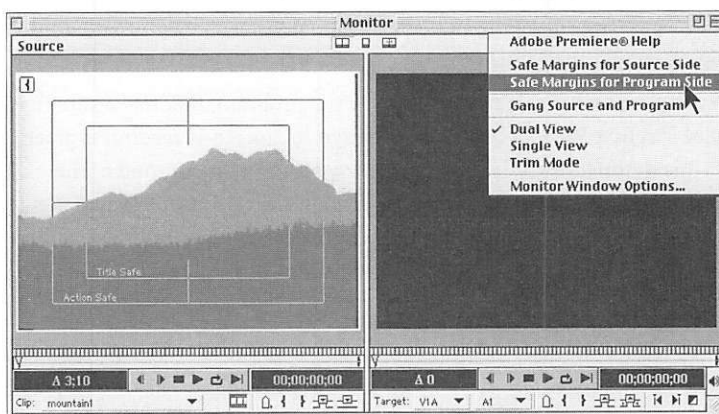 Monitor
Source
Adobe Premiere® Help
Safe Margins for Source Side
Safe Margins for Program Side
Gang Source and Program
✓ Dual View
Single View
Trim Mode
Monitor Window Options...
Title Safe
Action Safe
Δ 3;10
00;00;00;00
Δ 0
00;00;00;00
Clip: mountain1
Target: V1A
A1